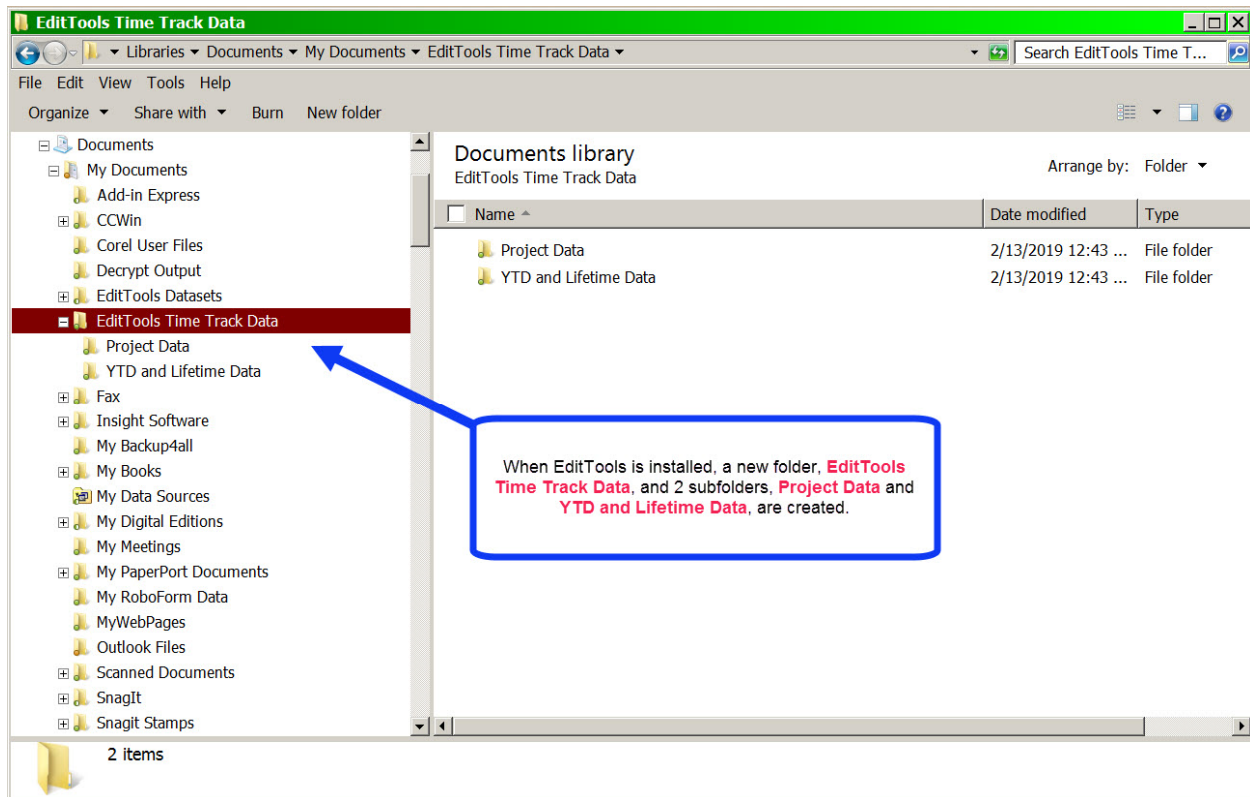 EditTools Time Track Data
Libraries Documents My Documents EditTools Time Track Data
Search EditTools Time T...
File Edit View Tools Help
Organize Share with Burn New folder
Documents
My Documents
Add-in Express
CCWin
Corel User Files
Decrypt Output
EditTools Datasets
EditTools Time Track Data
Project Data
YTD and Lifetime Data
Fax
Insight Software
My Backup4all
My Books
My Data Sources
My Digital Editions
My Meetings
My PaperPort Documents
My RoboForm Data
MyWebPages
Outlook Files
Scanned Documents
SnagIt
Snagit Stamps
Documents library
EditTools Time Track Data
Arrange by: Folder
Name Date modified Type
Project Data 2/13/2019 12:43 ... File folder
YTD and Lifetime Data 2/13/2019 12:43 ... File folder
When EditTools is installed, a new folder, EditTools
Time Track Data, and 2 subfolders, Project Data and
YTD and Lifetime Data, are created.
2 items